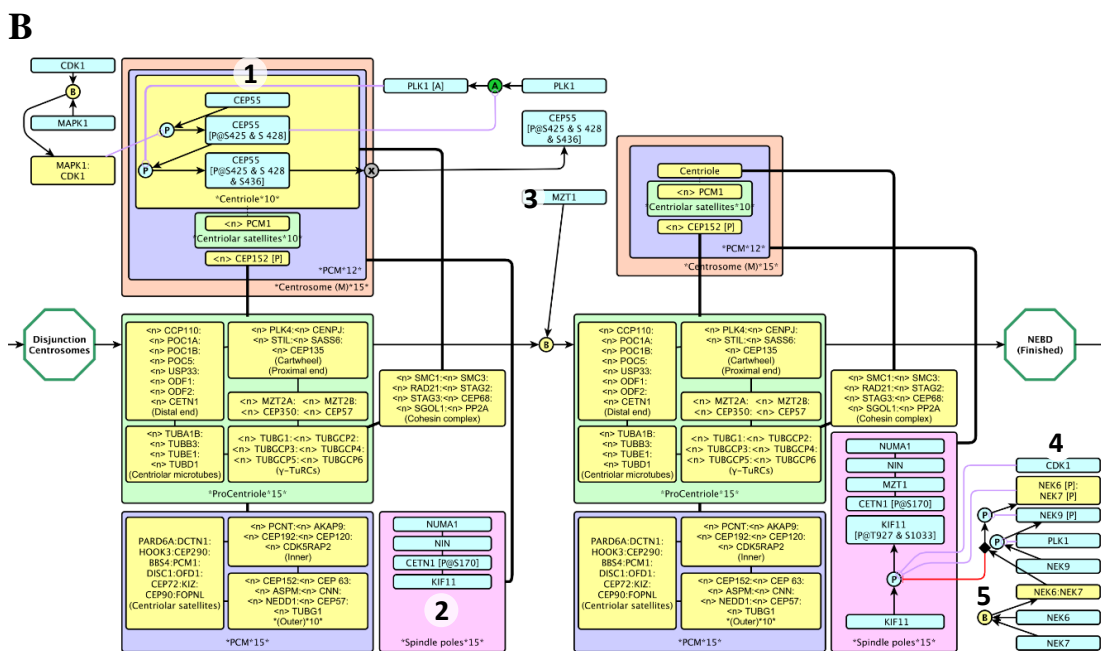 B
CDK1
B
MAPK1
MAPK1:
CDK1
1
CEP55
P
CEP55
[P@S425 & S 428]
P
CEP55
[P@S425 & S 428
& S436]
*Centriole*10*
<n> PCM1
*Centriolar satellites*10*
<n> CEP152 [P]
*PCM*12*
*Centrosome (M)*15*
PLK1 [A]
A
PLK1
CEP55
[P@S425 & S 428
& S436]
X
3
MZT1
Centriole
<n> PCM1
*Centriolar satellites*10*
<n> CEP152 [P]
*PCM*12*
*Centrosome (M)*15*
Disjunction
Centrosomes
<n> CCP110:
<n> POC1A:
<n> POC1B:
<n> POC5:
<n> USP33:
<n> ODF1:
<n> ODF2:
<n> CETN1
(Distal end)
<n> PLK4:<n> CENPJ:
<n> STIL:<n> SASS6:
<n> CEP135
(Cartwheel)
(Proximal end)
<n> MZT2A: <n> MZT2B:
<n> CEP350: <n> CEP57
<n> TUBA1B:
<n> TUBB3:
<n> TUBE1:
<n> TUBD1
(Centriolar microtubes)
<n> TUBG1: <n> TUBGCP2:
<n> TUBGCP3: <n> TUBGCP4:
<n> TUBGCP5: <n> TUBGCP6
(γ-TuRCs)
*ProCentriole*15*
<n> SMC1:<n> SMC3:
<n> RAD21:<n> STAG2:
<n> STAG3:<n> CEP68:
<n> SGOL1:<n> PP2A
(Cohesin complex)
PARD6A:DCTN1:
HOOK3:CEP290:
BBS4:PCM1:
DISC1:OFD1:
CEP72:KIZ:
CEP90:FOPNL
(Centriolar satellites)
<n> PCNT:<n> AKAP9:
<n> CEP192:<n> CEP120:
<n> CDK5RAP2
(Inner)
<n> CEP152:<n> CEP 63:
<n> ASPM:<n> CNN:
<n> NEDD1:<n> CEP57:
<n> TUBG1
*(Outer)*10*
*PCM*15*
NUMA1
NIN
CETN1 [P@S170]
KIF11
2
*Spindle poles*15*
B
<n> CCP110:
<n> POC1A:
<n> POC1B:
<n> POC5:
<n> USP33:
<n> ODF1:
<n> ODF2:
<n> CETN1
(Distal end)
<n> PLK4:<n> CENPJ:
<n> STIL:<n> SASS6:
<n> CEP135
(Cartwheel)
(Proximal end)
<n> MZT2A: <n> MZT2B:
<n> CEP350: <n> CEP57
<n> TUBA1B:
<n> TUBB3:
<n> TUBE1:
<n> TUBD1
(Centriolar microtubes)
<n> TUBG1: <n> TUBGCP2:
<n> TUBGCP3: <n> TUBGCP4:
<n> TUBGCP5: <n> TUBGCP6
(γ-TuRCs)
*ProCentriole*15*
<n> SMC1:<n> SMC3:
<n> RAD21:<n> STAG2:
<n> STAG3:<n> CEP68:
<n> SGOL1:<n> PP2A
(Cohesin complex)
NEBD
(Finished)
PARD6A:DCTN1:
HOOK3:CEP290:
BBS4:PCM1:
DISC1:OFD1:
CEP72:KIZ:
CEP90:FOPNL
(Centriolar satellites)
<n> PCNT:<n> AKAP9:
<n> CEP192:<n> CEP120:
<n> CDK5RAP2
(Inner)
<n> CEP152:<n> CEP 63:
<n> ASPM:<n> CNN:
<n> NEDD1:<n> CEP57:
<n> TUBG1
*(Outer)*10*
*PCM*15*
NUMA1
NIN
MZT1
CETN1 [P@S170]
KIF11
[P@T927 & S1033]
P
KIF11
*Spindle poles*15*
4
CDK1
NEK6 [P]:
NEK7 [P]
P
NEK9 [P]
P
PLK1
NEK9
NEK6:NEK7
5
B
NEK6
NEK7